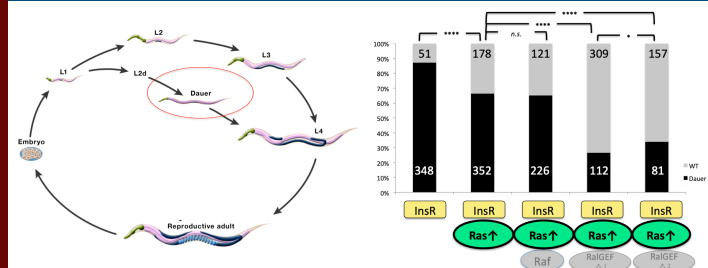 L2
L3
L1
L2d
Dauer
L4
Embryo
Reproductive adult
****
****
****
n.s.
*
100%
90%
80%
70%
60%
50%
40%
30%
20%
10%
0%
51
178
121
309
157
348
352
226
112
81
WT
Dauer
InsR
InsR
InsR
InsR
InsR
Ras↑
Ras↑
Ras↑
Ras↑
Raf
RalGEF
RalGEF